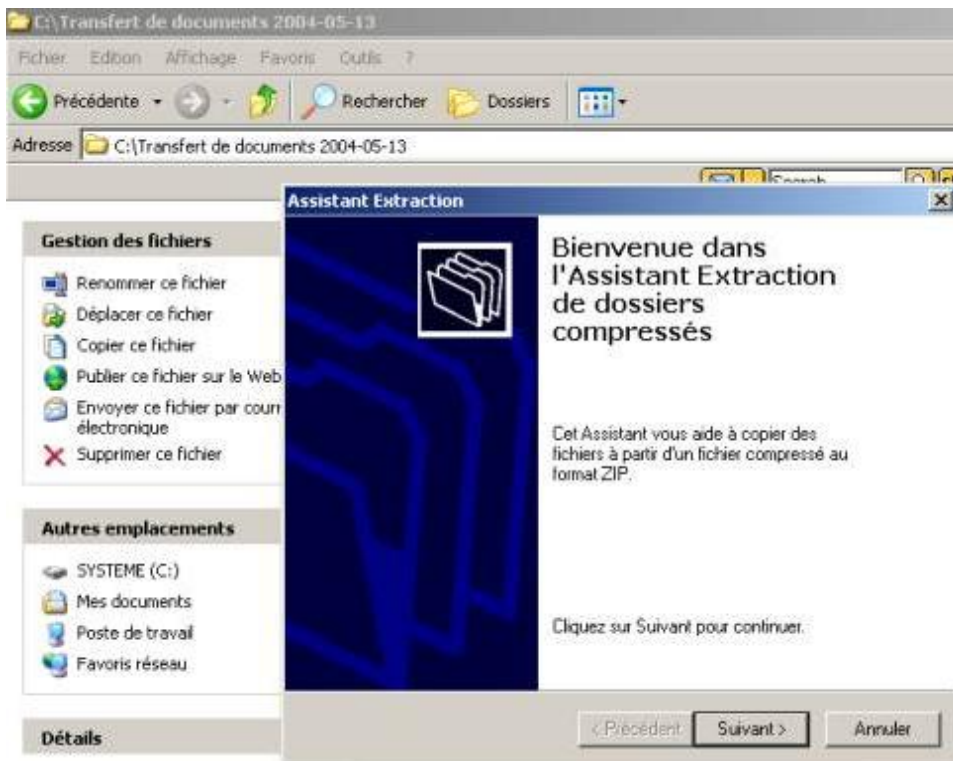 C:\Transfert de documents 2004-05-13
Fichier Edition Affichage Favoris Outils ?
Précédente Rechercher Dossiers
Adresse C:\Transfert de documents 2004-05-13
Search
Assistant Extraction
Gestion des fichiers
Renommer ce fichier
Déplacer ce fichier
Copier ce fichier
Publier ce fichier sur le Web
Envoyer ce fichier par courr
électronique
Supprimer ce fichier
Autres emplacements
SYSTEME (C:)
Mes documents
Poste de travail
Favoris réseau
Détails
Bienvenue dans
l'Assistant Extraction
de dossiers
compressés
Cet Assistant vous aide à copier des
fichiers à partir d'un fichier compressé au
format ZIP.
Cliquez sur Suivant pour continuer.
< Précédent Suivant > Annuler